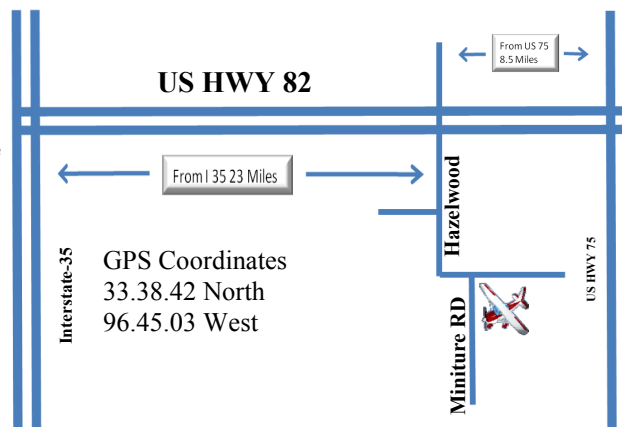 From US 75
8.5 Miles
US HWY 82
From I 35 23 Miles
Hazelwood
Interstate-35
GPS Coordinates
33.38.42 North
96.45.03 West
US HWY 75
Miniture RD